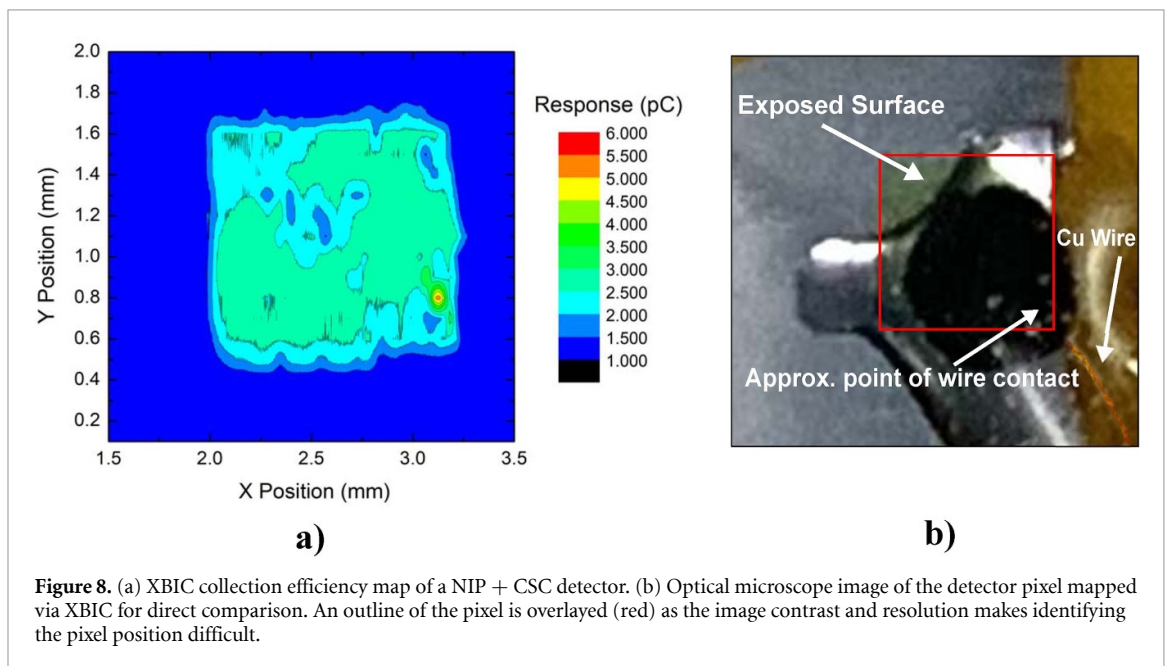 2.0
1.8
1.6
1.4
1.2
1.0
0.8
0.6
0.4
0.2
Y Position (mm)
1.5 2.0 2.5 3.0 3.5
X Position (mm)
Response (pC)
6.000
5.500
5.000
4.500
4.000
3.500
3.000
2.500
2.000
1.500
1.000
a)
Exposed Surface
Cu Wire
Approx. point of wire contact
b)
Figure 8. (a) XBIC collection efficiency map of a NIP + CSC detector. (b) Optical microscope image of the detector pixel mapped
via XBIC for direct comparison. An outline of the pixel is overlayed (red) as the image contrast and resolution makes identifying
the pixel position difficult.